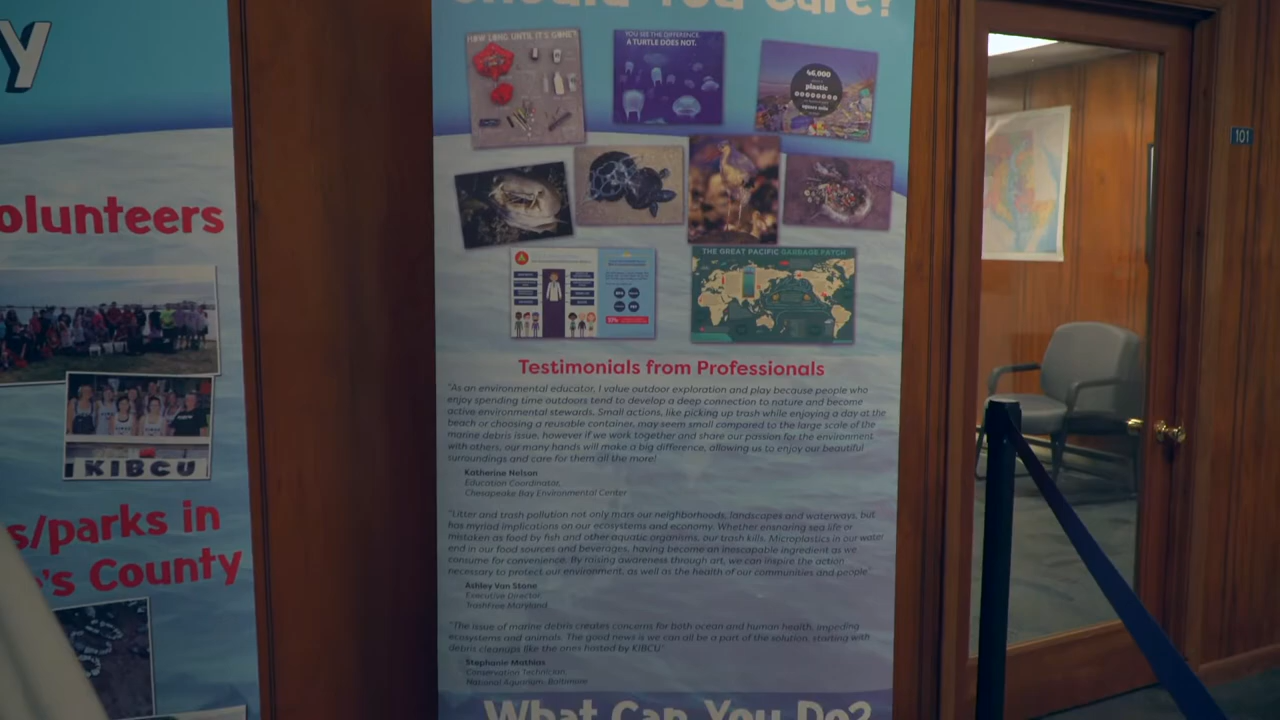 y
olunteers
KIBCU
s/parks in
's County
Should You Care?
HOW LONG UNTIL IT'S GONE?
YOU SEE THE DIFFERENCE.
A TURTLE DOES NOT.
46,000
plastic
THE GREAT PACIFIC GARBAGE PATCH
Testimonials from Professionals
"As an environmental educator, I value outdoor exploration and play because people who
enjoy spending time outdoors tend to develop a deep connection to nature and become
active environmental stewards. Small actions, like picking up trash while enjoying a day at the
beach or choosing a reusable container, may seem small compared to the large scale of the
marine debris issue, however if we work together and share our passion for the environment
with others, our many hands will make a big difference, allowing us to enjoy our beautiful
surroundings and care for them all the more!
Katherine Nelson
Education Coordinator,
Chesapeake Bay Environmental Center
"Litter and trash pollution not only mars our neighborhoods, landscapes and waterways, but
has myriad implications on our ecosystems and economy. Whether ensnaring sea life or
mistaken as food by fish and other aquatic organisms, our trash kills. Microplastics in our water
end in our food sources and beverages, having become an inescapable ingredient as we
consume for convenience. By raising awareness through art, we can inspire the action
necessary to protect our environment, as well as the health of our communities and people"
Ashley Van Stone
Executive Director,
Trashfree Maryland
"The issue of marine debris creates concerns for both ocean and human health, impeding
ecosystems and animals. The good news is we can all be a part of the solution, starting with
debris cleanups like the ones hosted by KIBCU"
Stephanie Mathias
Conservation Technician,
National Aquarium, Baltimore
What Can You Do?
101